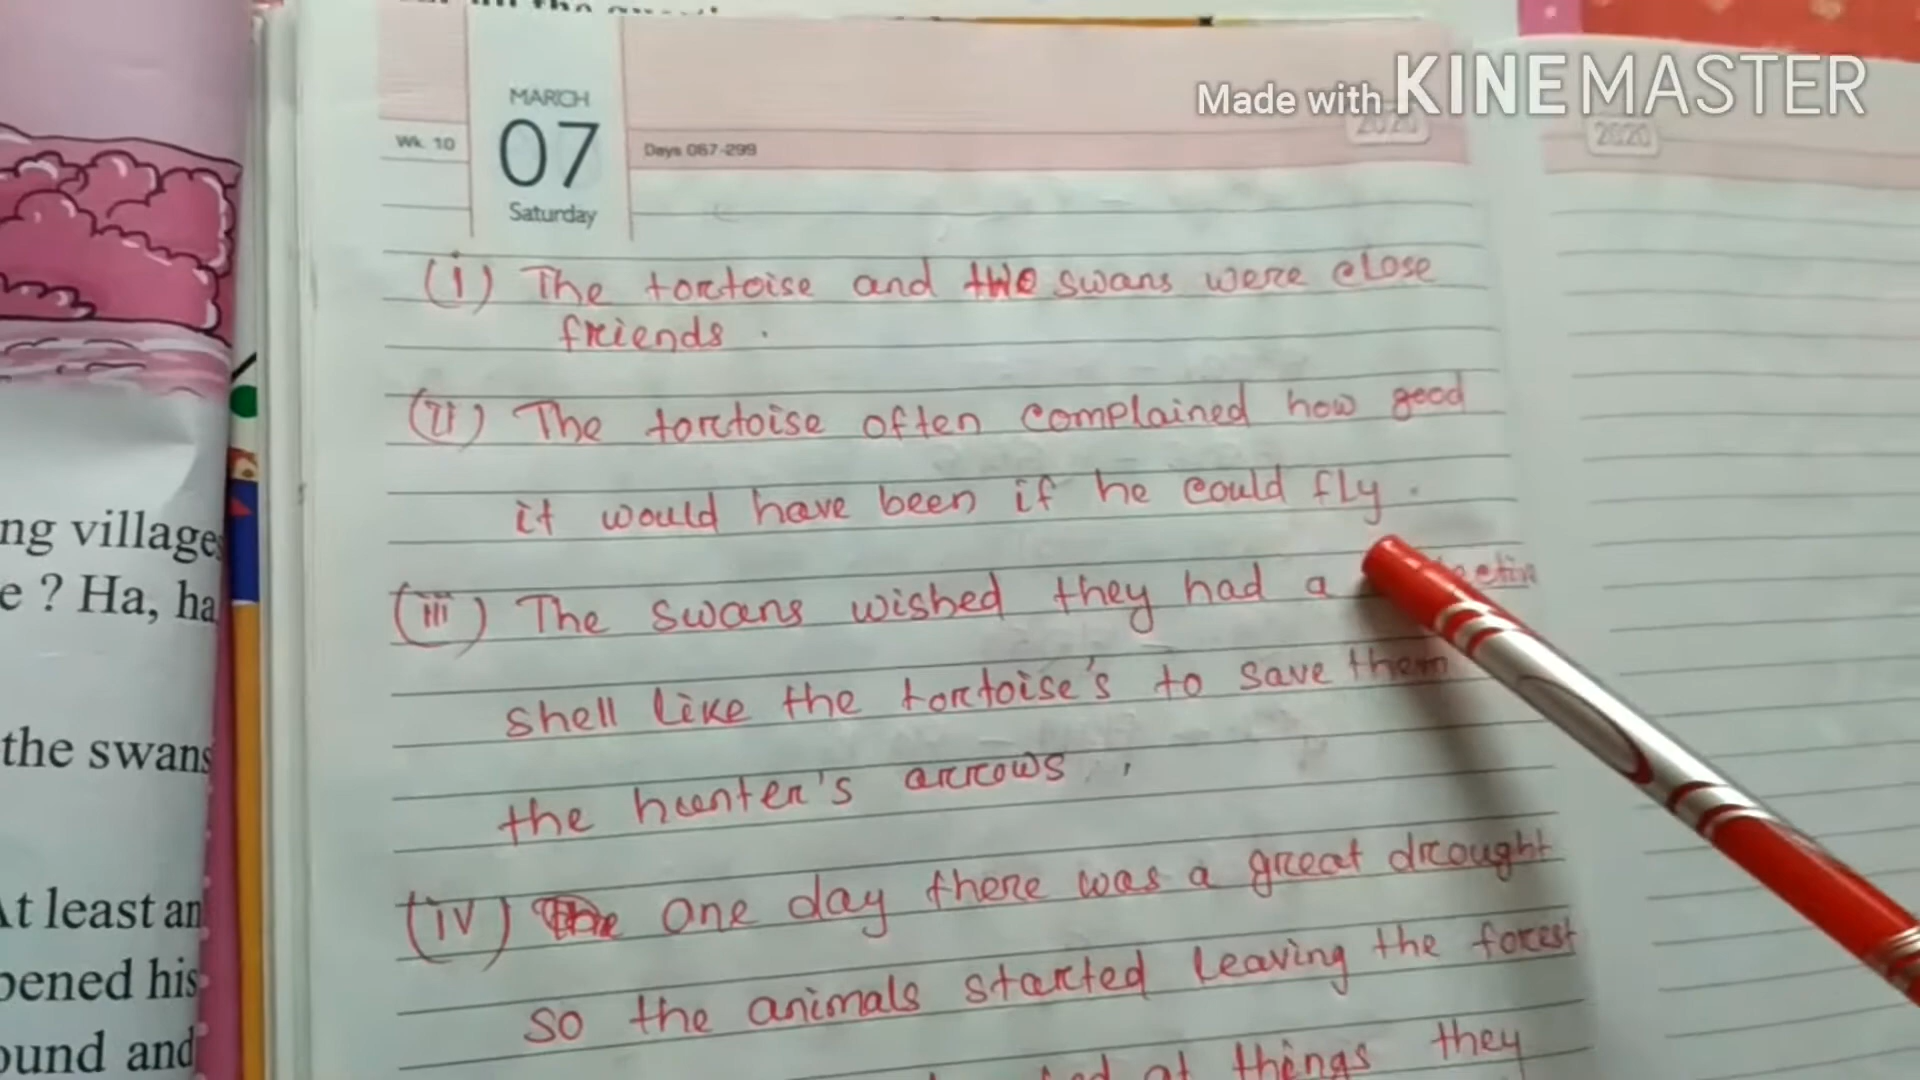 Made with KINEMASTER
MARCH
Wk. 10
07
Days 067-299
2020
2020
Saturday
(i) The tortoise and two swans were close
friends.
(ii) The tortoise often complained how good
it would have been if he could fly.
(iii) The swans wished they had a
shell like the tortoise's to save them
the hunter's arrows,
(iv) The One day there was a great drought
so the animals started leaving the forest
at things they
ng villages
e ? Ha, ha
the swans
At least an
pened his
ound and